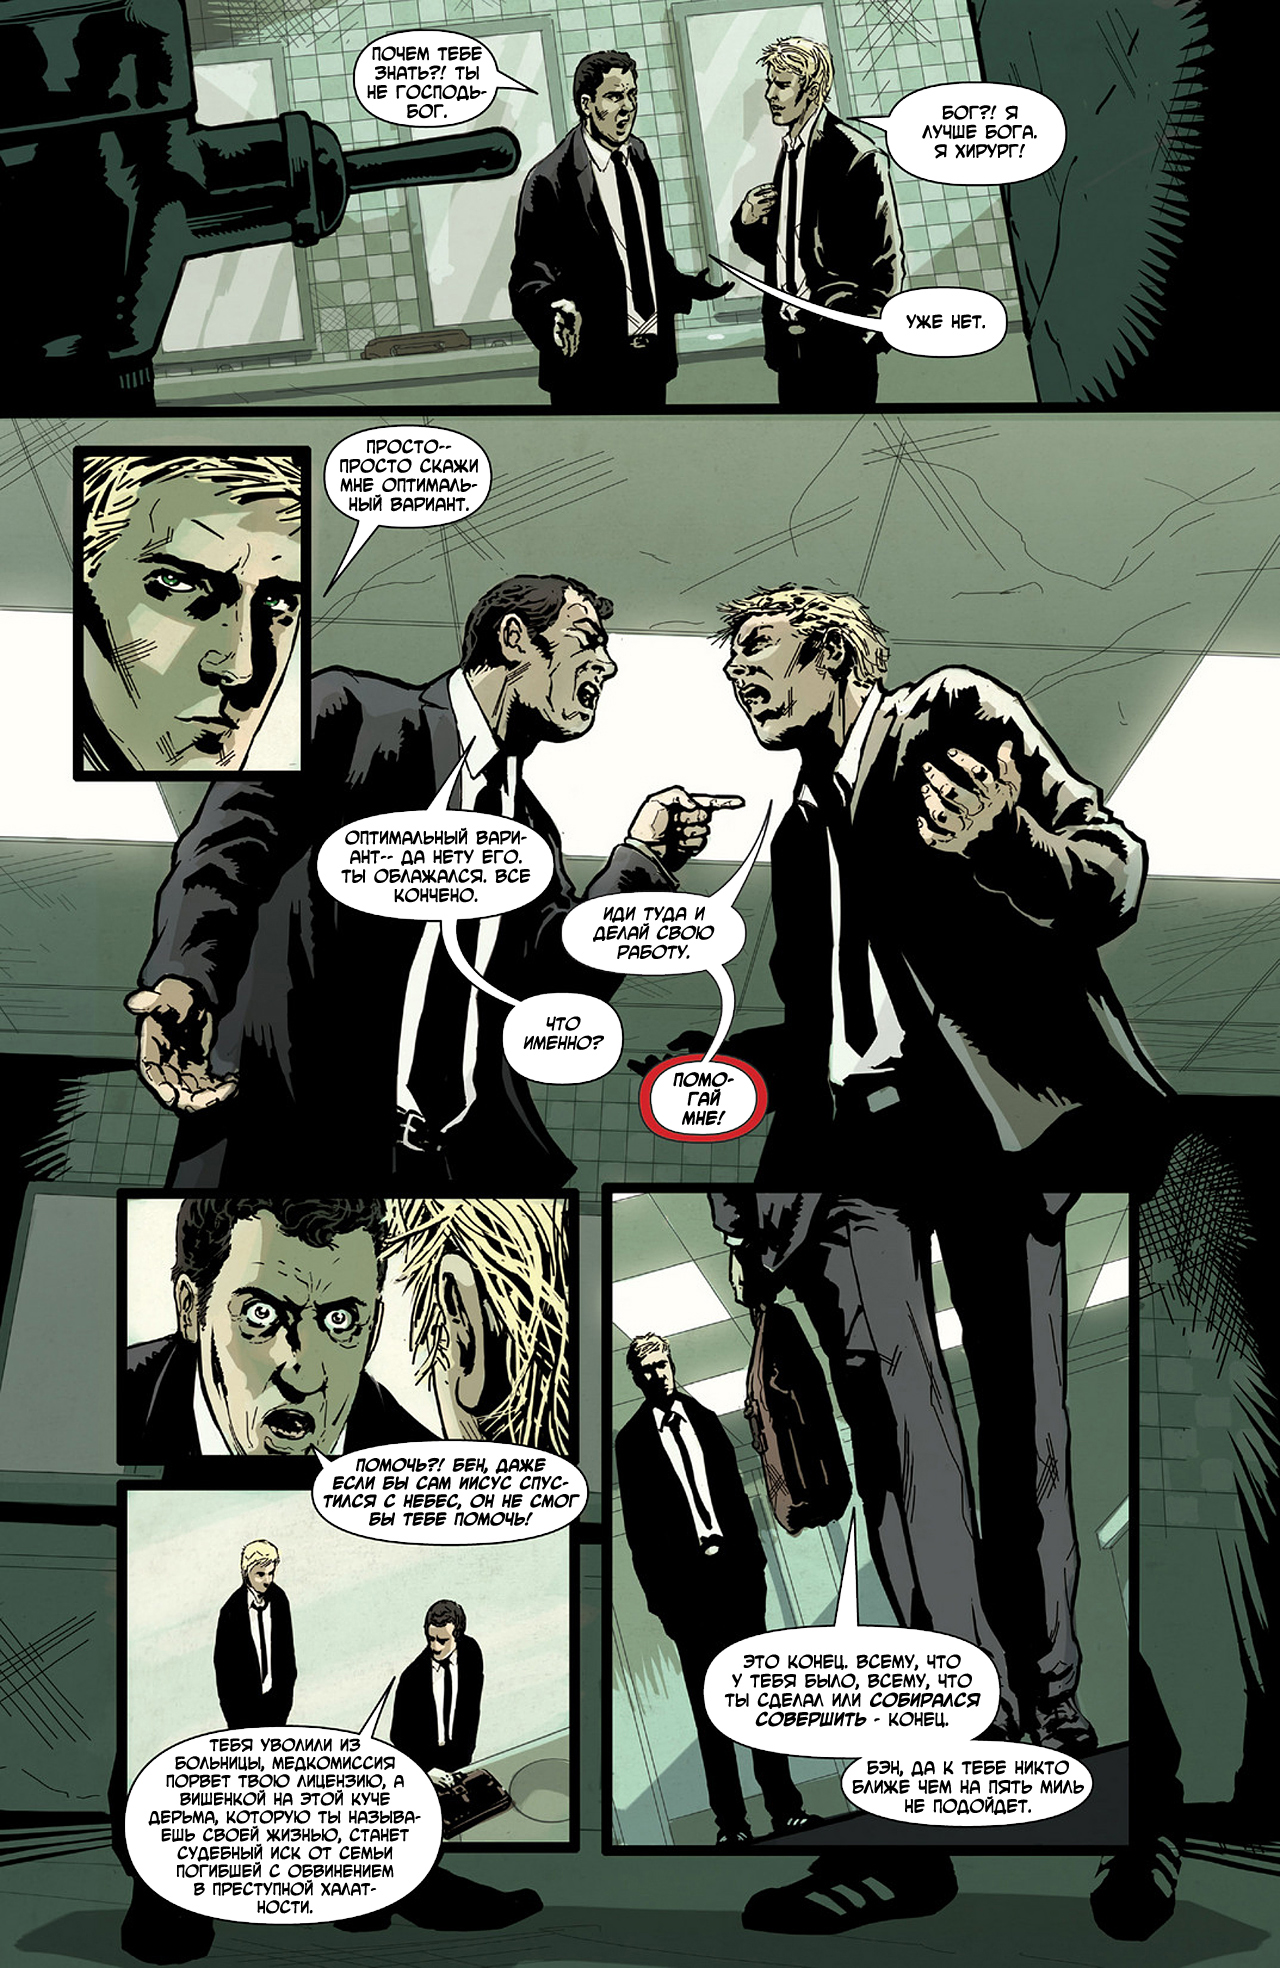 ПОЧЕМ ТЕБЕ
ЗНАТЬ?! ТЫ
НЕ ГОСПОДЬ-
БОГ.
БОГ?! Я
ЛУЧШЕ БОГА.
Я ХИРУРГ!
УЖЕ НЕТ.
ПРОСТО--
ПРОСТО СКАЖИ
МНЕ ОПТИМАЛЬ-
НЫЙ ВАРИАНТ.
ОПТИМАЛЬНЫЙ ВАРИ-
АНТ-- ДА НЕТУ ЕГО.
ТЫ ОБЛАЖАЛСЯ. ВСЕ
КОНЧЕНО.
ИДИ ТУДА И
ДЕЛАЙ СВОЮ
РАБОТУ.
ЧТО
ИМЕННО?
ПОМО-
ГАЙ
МНЕ!
ПОМОЧЬ?! БЕН, ДАЖЕ
ЕСЛИ БЫ САМ ИИСУС СПУС-
ТИЛСЯ С НЕБЕС, ОН НЕ СМОГ
БЫ ТЕБЕ ПОМОЧЬ!
ТЕБЯ УВОЛИЛИ ИЗ
БОЛЬНИЦЫ, МЕДКОМИССИЯ
ПОРВЕТ ТВОЮ ЛИЦЕНЗИЮ, А
ВИШЕНКОЙ НА ЭТОЙ КУЧЕ
ДЕРЬМА, КОТОРУЮ ТЫ НАЗЫВА-
ЕШЬ СВОЕЙ ЖИЗНЬЮ, СТАНЕТ
СУДЕБНЫЙ ИСК ОТ СЕМЬИ
ПОГИБШЕЙ С ОБВИНЕНИЕМ
В ПРЕСТУПНОЙ ХАЛАТ-
НОСТИ.
ЭТО КОНЕЦ. ВСЕМУ, ЧТО
У ТЕБЯ БЫЛО, ВСЕМУ, ЧТО
ТЫ СДЕЛАЛ ИЛИ СОБИРАЛСЯ
СОВЕРШИТЬ - КОНЕЦ.
БЭН, ДА К ТЕБЕ НИКТО
БЛИЖЕ ЧЕМ НА ПЯТЬ МИЛЬ
НЕ ПОДОЙДЕТ.